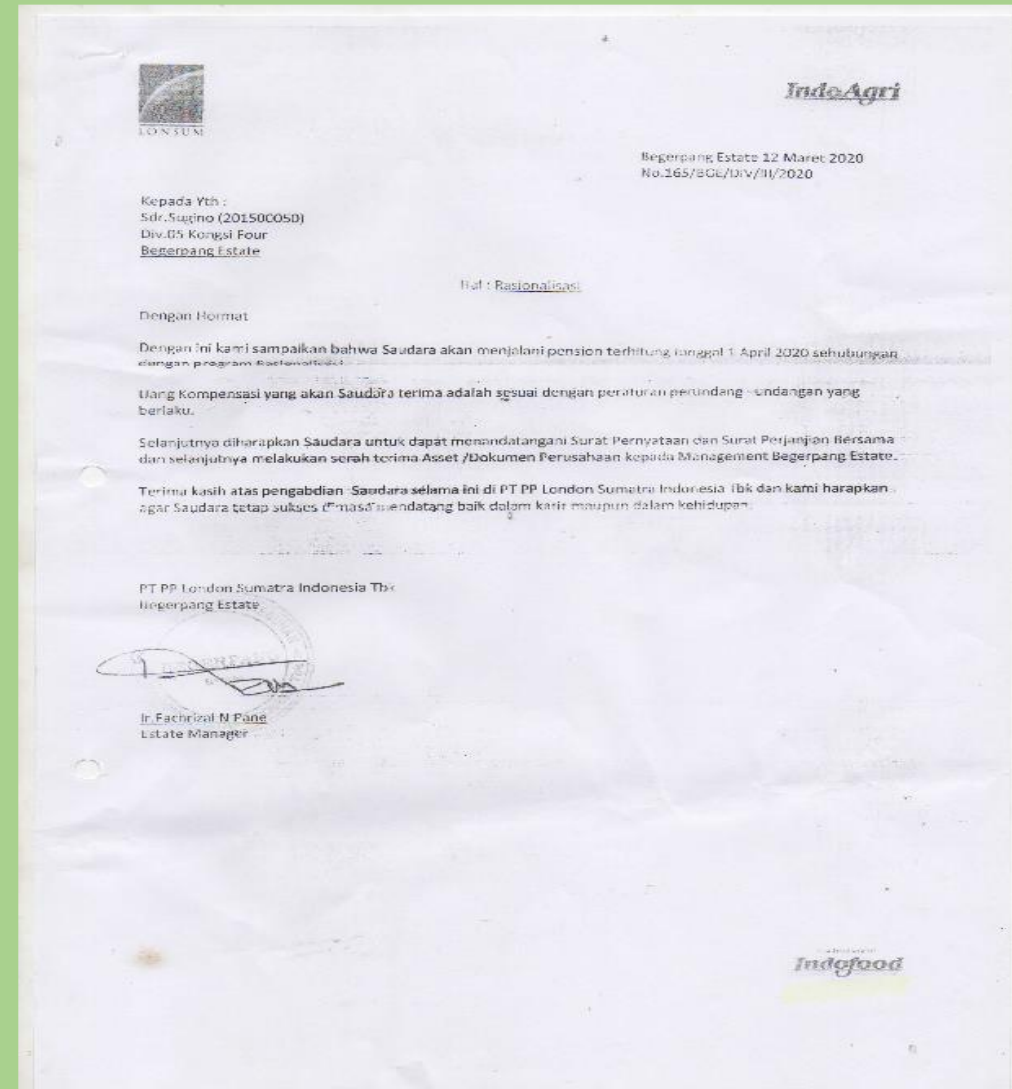 LONSUM
IndoAgri
Begerpang Estate 12 Maret 2020
No.165/BGE/DIV/III/2020
Kepada Yth :
Sdr.Sugino (201500050)
Div.05 Kongsi Four
Begerpang Estate
Hal : Rasionalisasi
Dengan Hormat
Dengan ini kami sampaikan bahwa Saudara akan menjalani pension terhitung tanggal 1 April 2020 sehubungan
dengan program Rasionalisasi
Uang Kompensasi yang akan Saudara terima adalah sesuai dengan peraturan perundang -undangan yang
berlaku.
Selanjutnya diharapkan Saudara untuk dapat menandatangani Surat Pernyataan dan Surat Perjanjian Bersama
dan selanjutnya melakukan serah terima Asset /Dokumen Perusahaan kepada Management Begerpang Estate.
Terima kasih atas pengabdian Saudara selama ini di PT PP London Sumatra Indonesia Tbk dan kami harapkan
agar Saudara tetap sukses di masa mendatang baik dalam karir maupun dalam kehidupan.
PT PP London Sumatra Indonesia Tbk
Begerpang Estate
Ir.Fachrizal N Pane
Estate Manager
Indofood